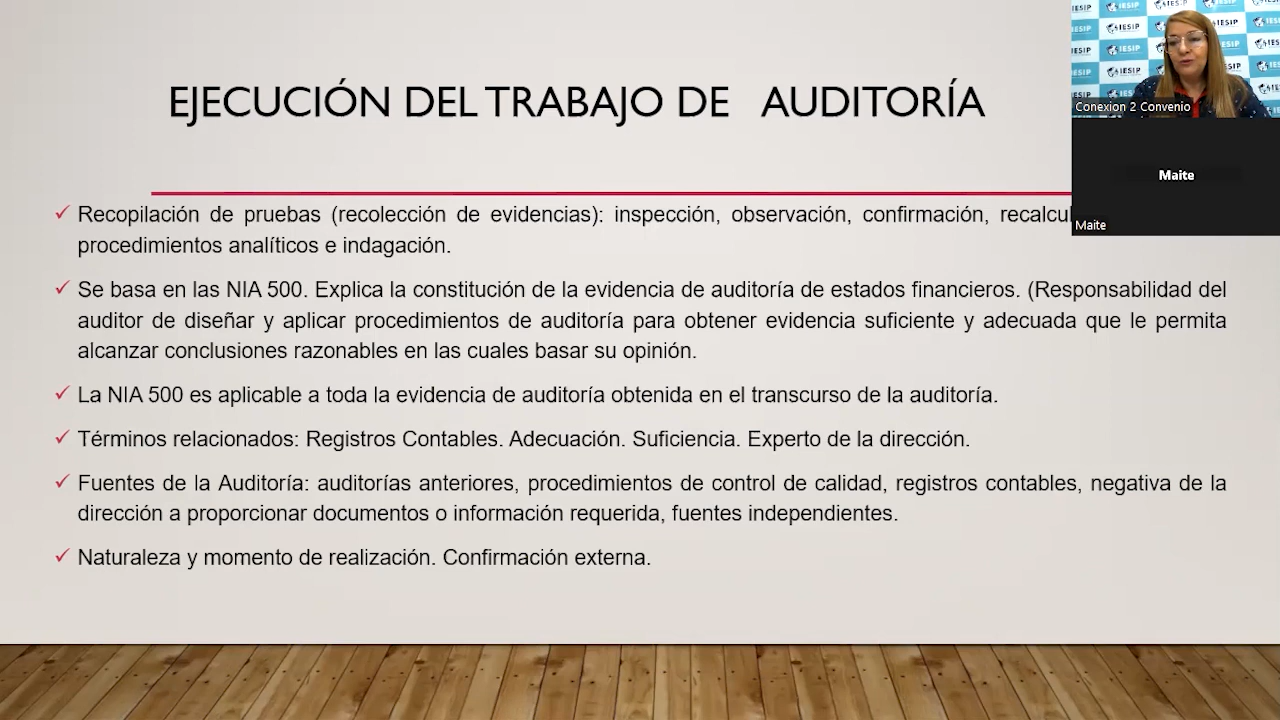 EJECUCIÓN DEL TRABAJO DE AUDITORÍA
Recopilación de pruebas (recolección de evidencias): inspección, observación, confirmación,
procedimientos analíticos e indagación.
Se basa en las NIA 500. Explica la constitución de la evidencia de auditoría de estados financieros. (Responsabilidad del
auditor de diseñar y aplicar procedimientos de auditoría para obtener evidencia suficiente y adecuada que le permita
alcanzar conclusiones razonables en las cuales basar su opinión.
La NIA 500 es aplicable a toda la evidencia de auditoría obtenida en el transcurso de la auditoría.
Términos relacionados: Registros Contables. Adecuación. Suficiencia. Experto de la dirección.
Fuentes de la Auditoría: auditorías anteriores, procedimientos de control de calidad, registros contables, negativa de la
dirección a proporcionar documentos o información requerida, fuentes independientes.
Naturaleza y momento de realización. Confirmación externa.
IESIP
Conexion 2 Convenio
Maite
Maite